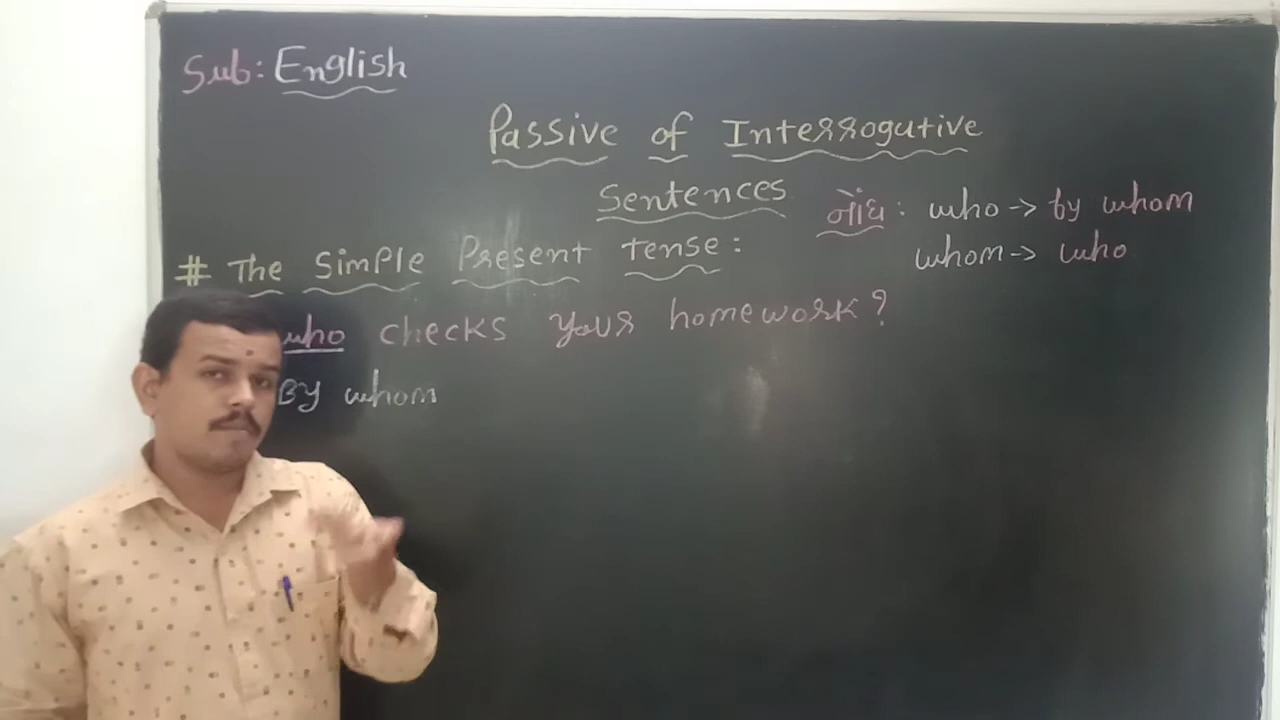 Sub: English
Passive of Interrogative
Sentences
નોંધ: who → by whom
whom → who
# The Simple Present tense:
who checks your homework?
By whom